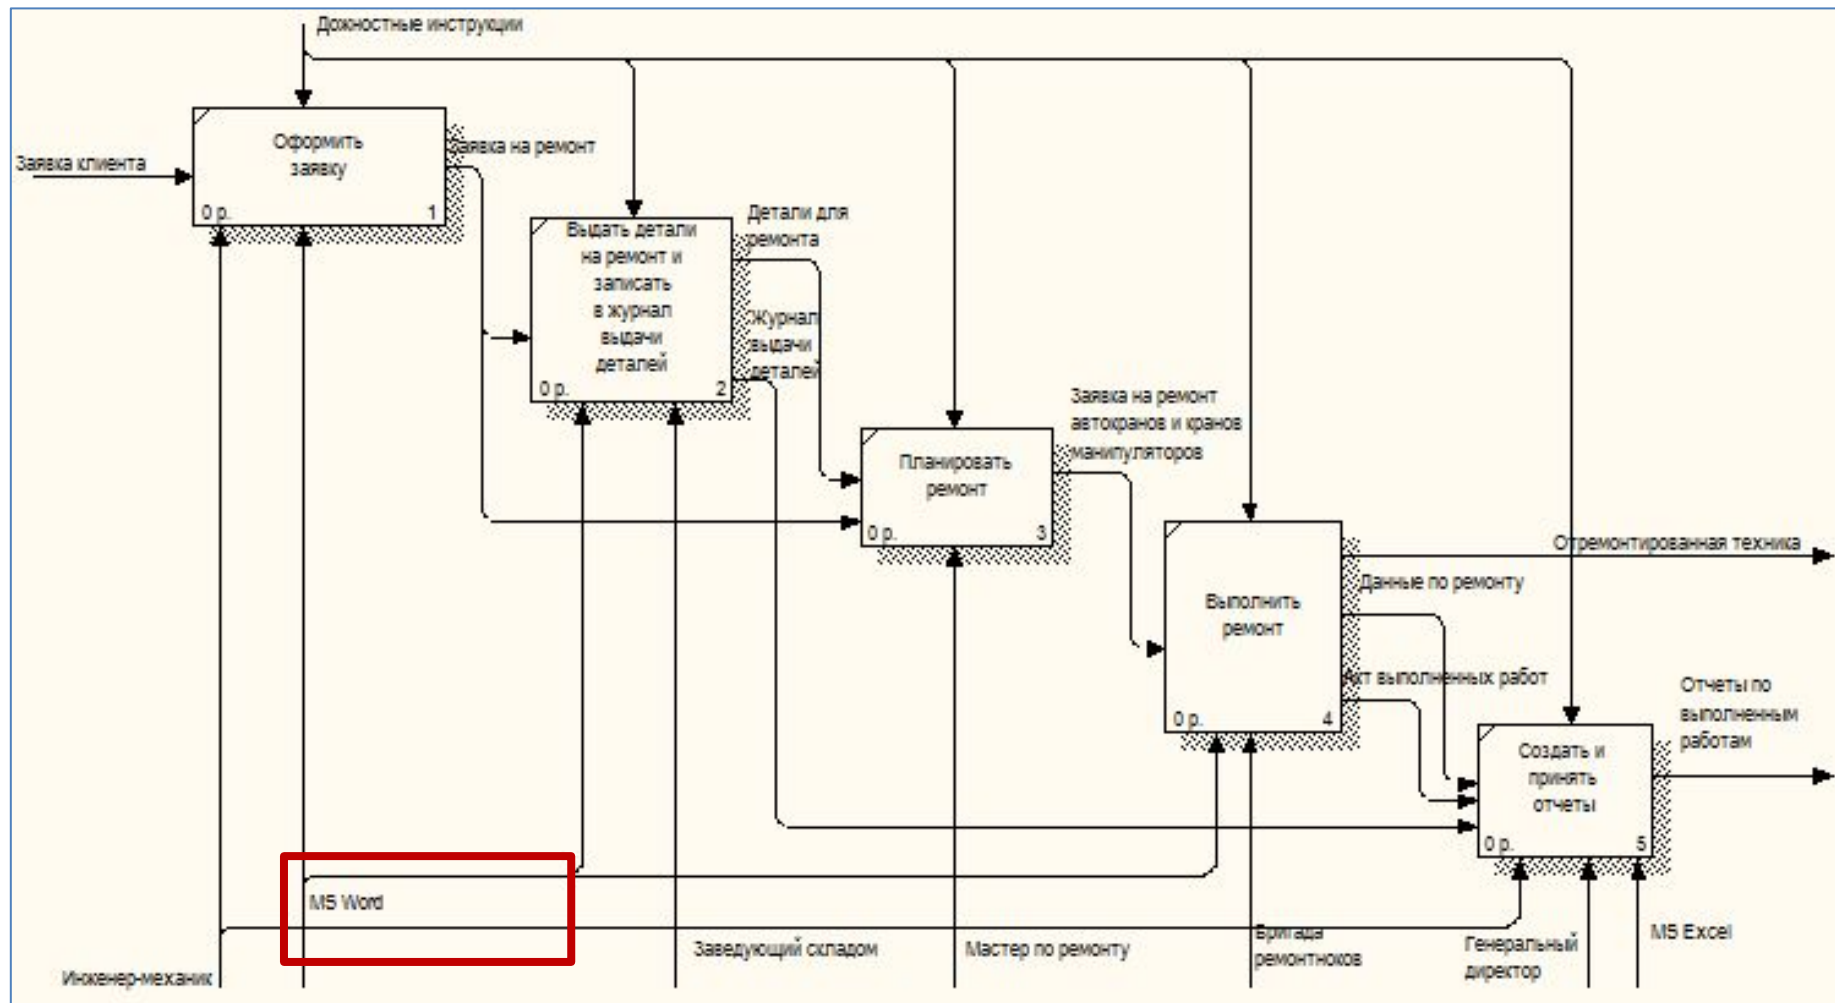 Дожностные инструкции
Оформить
заявку
0 р.
1
Заявка клиента
Заявка на ремонт
Выдать детали
на ремонт и
записать
в журнал
выдачи
деталей
0 р.
2
Детали для
ремонта
Журнал
выдачи
деталей
Планировать
ремонт
0 р.
3
Заявка на ремонт
автокранов и кранов
манипуляторов
Выполнить
ремонт
0 р.
4
Отремонтированная техника
Данные по ремонту
Акт выполненных работ
Создать и
принять
отчеты
0 р.
5
Отчеты по
выполненным
работам
MS Word
Инженер-механик
Заведующий складом
Мастер по ремонту
Бригада
ремонтноков
Генеральный
директор
MS Excel